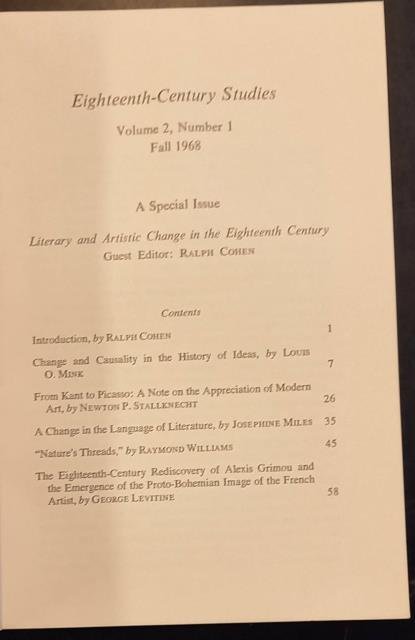 Eighteenth-Century Studies
Volume 2, Number 1
Fall 1968
A Special Issue
Literary and Artistic Change in the Eighteenth Century
Guest Editor: RALPH COHEN
Contents
Introduction, by RALPH COHEN 1
Change and Causality in the History of Ideas, by LOUIS
O. MINK 7
From Kant to Picasso: A Note on the Appreciation of Modern
Art, by NEWTON P. STALLKNECHT 26
A Change in the Language of Literature, by JOSEPHINE MILES 35
"Nature's Threads," by RAYMOND WILLIAMS 45
The Eighteenth-Century Rediscovery of Alexis Grimou and
the Emergence of the Proto-Bohemian Image of the French
Artist, by GEORGE LEVITINE 58